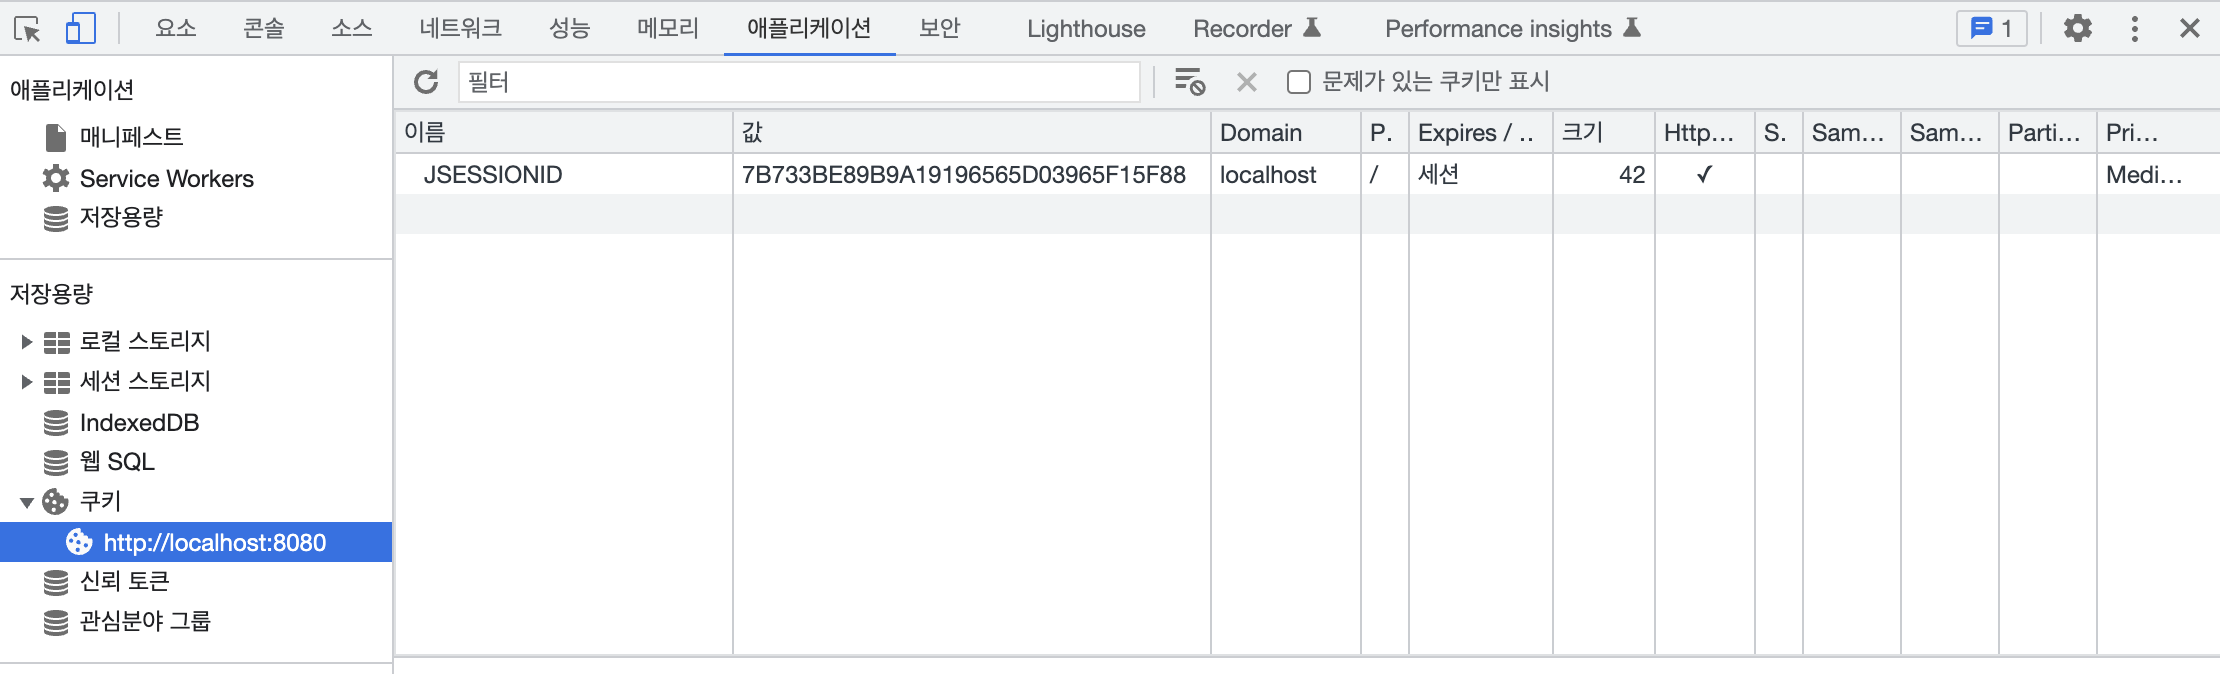 요소 콘솔 소스 네트워크 성능 메모리 애플리케이션 보안 Lighthouse Recorder Performance insights 1
애플리케이션
매니페스트
Service Workers
저장용량
저장용량
로컬 스토리지
세션 스토리지
IndexedDB
웹 SQL
쿠키
http://localhost:8080
신뢰 토큰
관심분야 그룹
필터 문제가 있는 쿠키만 표시
이름 값 Domain P. Expires / .. 크기 Http... S. Sam... Sam... Parti... Pri...
JSESSIONID 7B733BE89B9A19196565D03965F15F88 localhost / 세션 42 ✓ Medi...